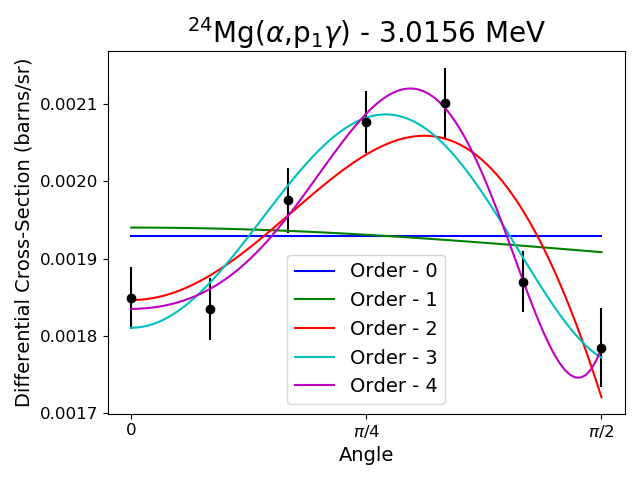 ²⁴Mg(α,p₁γ) - 3.0156 MeV
Differential Cross-Section (barns/sr)
0.0021
0.0020
0.0019
0.0018
0.0017
Order - 0
Order - 1
Order - 2
Order - 3
Order - 4
0 π/4 π/2
Angle